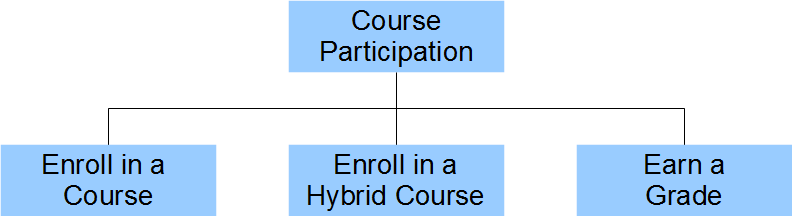 Course
Participation
Enroll in a
Course
Enroll in a
Hybrid Course
Earn a
Grade